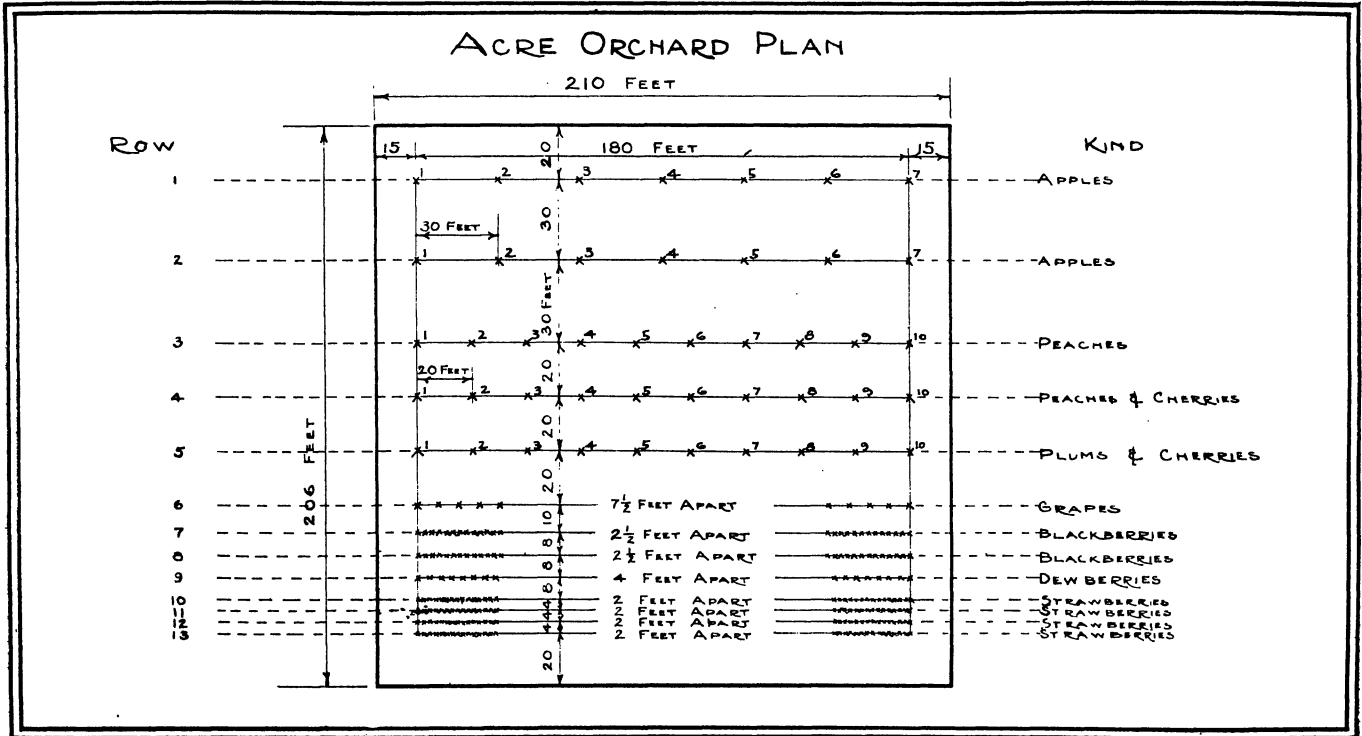 ACRE ORCHARD PLAN
210 FEET
ROW
KIND
15
180 FEET
15
20
1
1 2 3 4 5 6 7
APPLES
30
30 FEET
2
1 2 3 4 5 6 7
APPLES
30 FEET
3
1 2 3 4 5 6 7 8 9 10
PEACHES
20 FEET
20
4
1 2 3 4 5 6 7 8 9 10
PEACHES & CHERRIES
20
206 FEET
5
1 2 3 4 5 6 7 8 9 10
PLUMS & CHERRIES
20
6
7½ FEET APART
GRAPES
10
7
2½ FEET APART
BLACKBERRIES
8
8
2½ FEET APART
BLACKBERRIES
8
9
4 FEET APART
DEWBERRIES
8
10
2 FEET APART
STRAWBERRIES
4
11
2 FEET APART
STRAWBERRIES
4
12
2 FEET APART
STRAWBERRIES
4
13
2 FEET APART
STRAWBERRIES
20